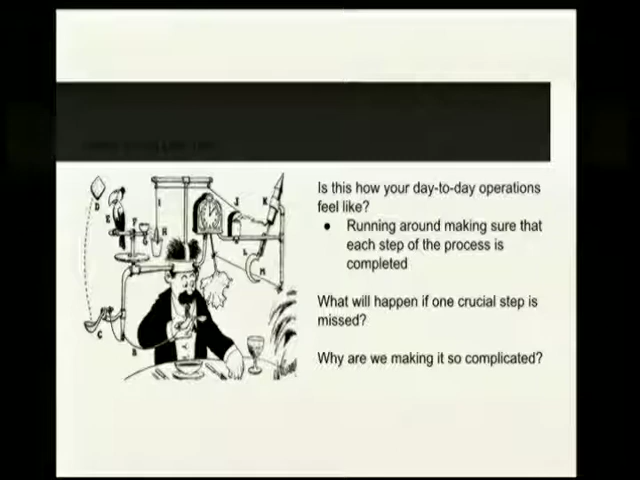 Is this how your day-to-day operations
feel like?
● Running around making sure that
each step of the process is
completed
What will happen if one crucial step is
missed?
Why are we making it so complicated?
D
E
F
G
H
I
J
K
L
M
C
B